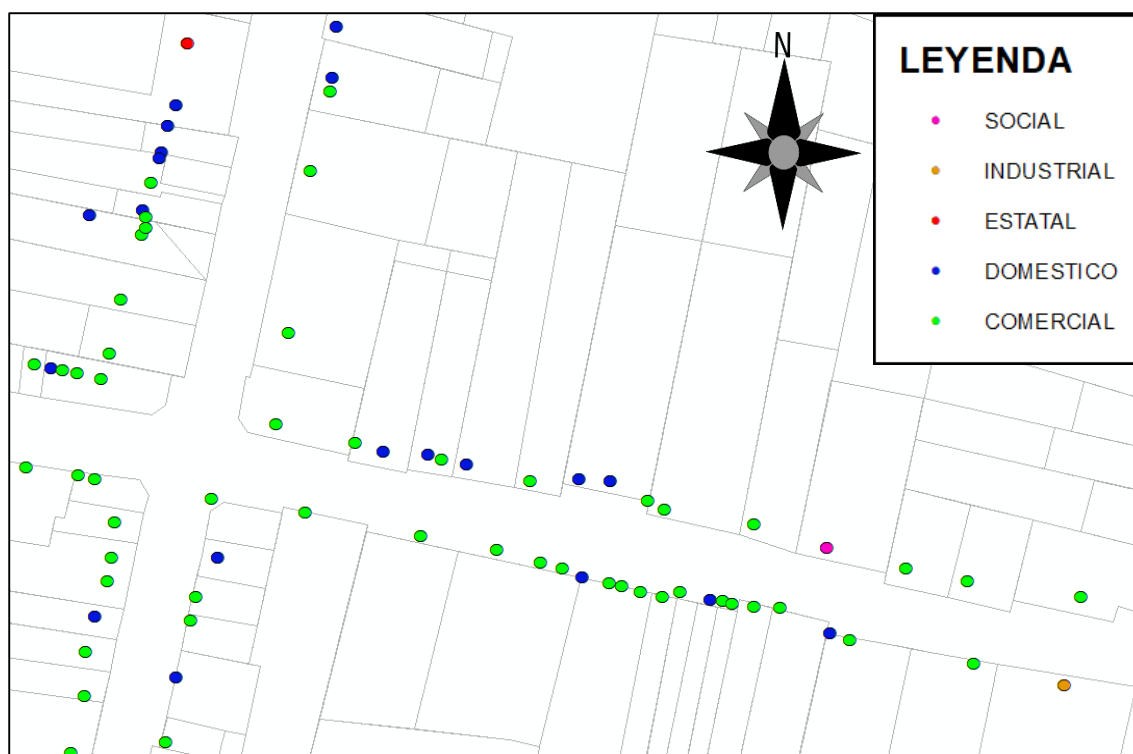 N
LEYENDA
SOCIAL
INDUSTRIAL
ESTATAL
DOMESTICO
COMERCIAL